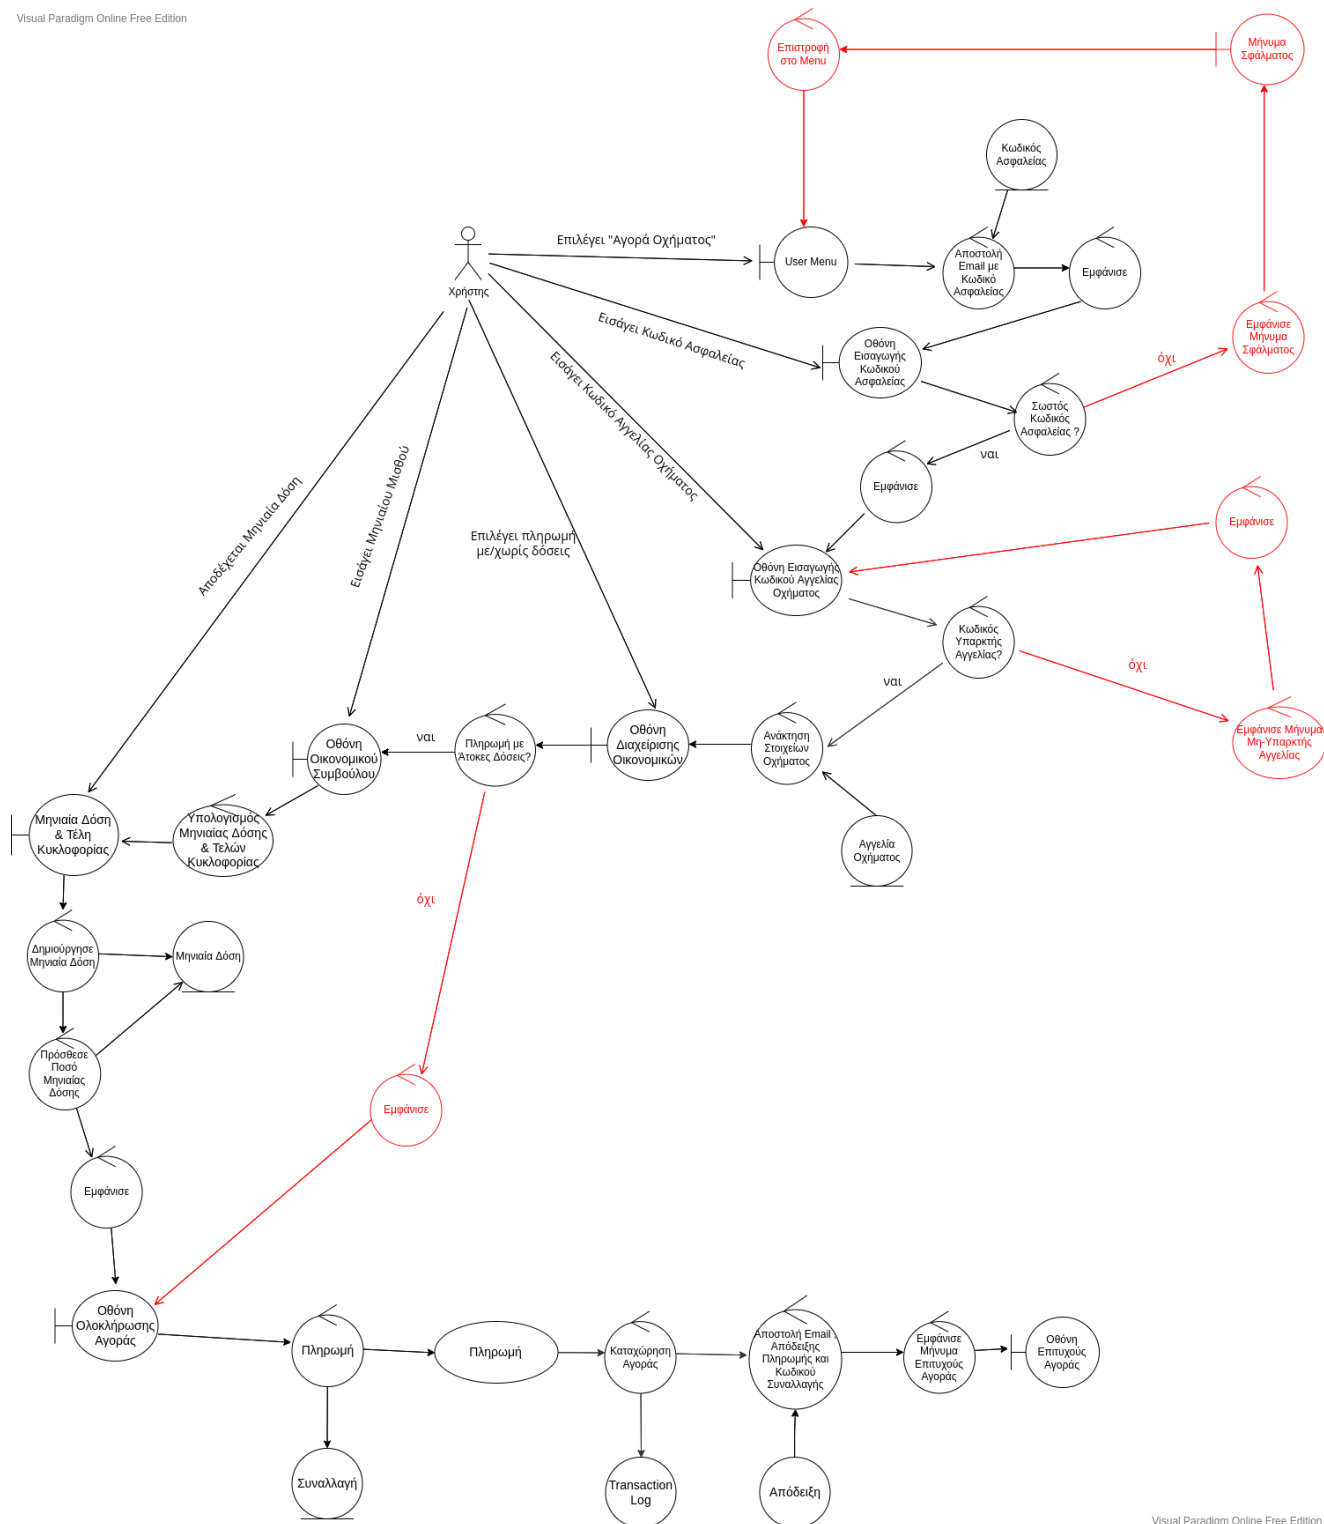 Visual Paradigm Online Free Edition
Επιστροφή
στο Menu
Μήνυμα
Σφάλματος
Κωδικός
Ασφαλείας
Χρήστης
Επιλέγει "Αγορά Οχήματος"
User Menu
Αποστολή
Email με
Κωδικό
Ασφαλείας
Εμφάνισε
Εισάγει Κωδικό Ασφαλείας
Οθόνη
Εισαγωγής
Κωδικού
Ασφαλείας
Εμφάνισε
Μήνυμα
Σφάλματος
όχι
Σωστός
Κωδικός
Ασφαλείας ?
ναι
Εμφάνισε
Εισάγει Κωδικό Αγγελίας Οχήματος
Εμφάνισε
Οθόνη Εισαγωγής
Κωδικού Αγγελίας
Οχήματος
Κωδικός
Υπαρκτής
Αγγελίας?
όχι
ναι
Εμφάνισε Μήνυμα
Μη-Υπαρκτής
Αγγελίας
Αποδέχεται Μηνιαία Δόση
Εισάγει Μηνιαίου Μισθού
Επιλέγει πληρωμή
με/χωρίς δόσεις
Ανάκτηση
Στοιχείων
Οχήματος
Αγγελία
Οχήματος
Οθόνη
Διαχείρισης
Οικονομικών
Πληρωμή με
Άτοκες Δόσεις?
ναι
όχι
Οθόνη
Οικονομικού
Συμβούλου
Υπολογισμός
Μηνιαίας Δόσης
& Τελών
Κυκλοφορίας
Μηνιαία Δόση
& Τέλη
Κυκλοφορίας
Δημιούργησε
Μηνιαία Δόση
Μηνιαία Δόση
Πρόσθεσε
Ποσό
Μηνιαίας
Δόσης
Εμφάνισε
Εμφάνισε
Οθόνη
Ολοκλήρωσης
Αγοράς
Πληρωμή
Πληρωμή
Καταχώρηση
Αγοράς
Αποστολή Email ,
Απόδειξης
Πληρωμής και
Κωδικού
Συναλλαγής
Εμφάνισε
Μήνυμα
Επιτυχούς
Αγοράς
Οθόνη
Επιτυχούς
Αγοράς
Συναλλαγή
Transaction
Log
Απόδειξη
Visual Paradigm Online Free Edition